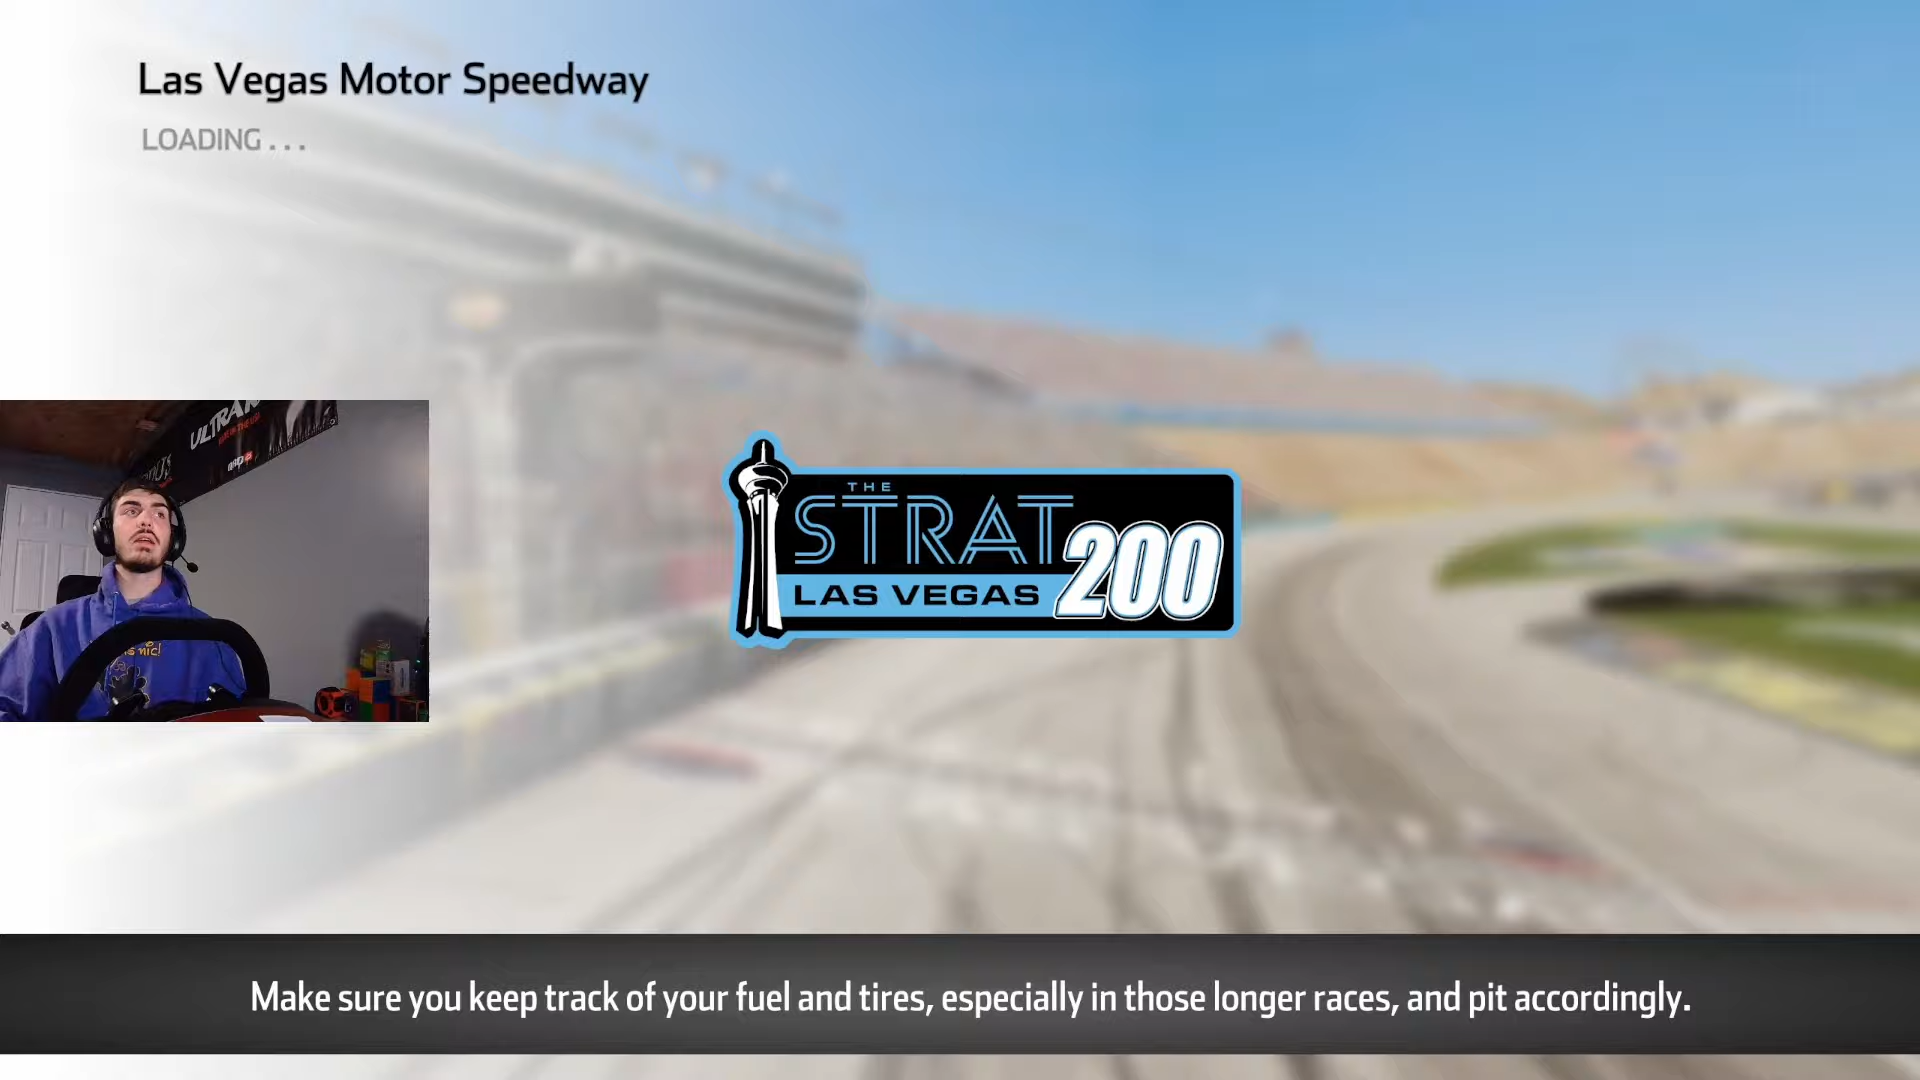 Las Vegas Motor Speedway
LOADING . . .
ULTRA
THE
STRAT
200
LAS VEGAS
Make sure you keep track of your fuel and tires, especially in those longer races, and pit accordingly.